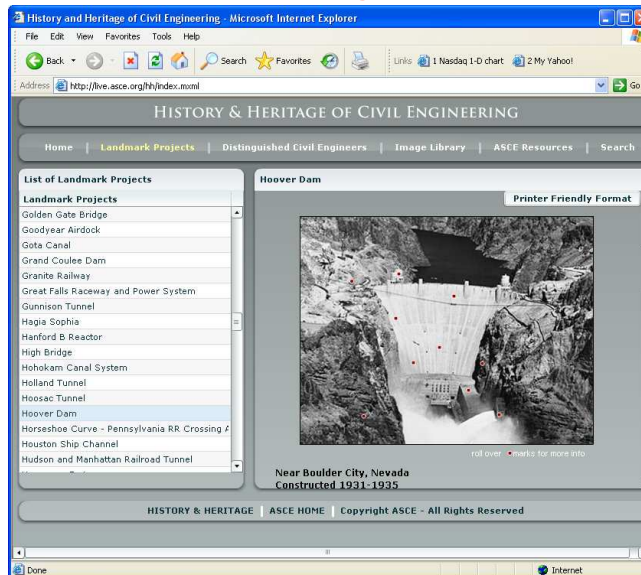 History and Heritage of Civil Engineering - Microsoft Internet Explorer
File Edit View Favorites Tools Help
Back Search Favorites Links 1 Nasdaq 1-D chart 2 My Yahoo!
Address http://live.asce.org/hh/index.mxml Go
HISTORY & HERITAGE OF CIVIL ENGINEERING
Home | Landmark Projects | Distinguished Civil Engineers | Image Library | ASCE Resources | Search
List of Landmark Projects
Landmark Projects
Golden Gate Bridge
Goodyear Airdock
Gota Canal
Grand Coulee Dam
Granite Railway
Great Falls Raceway and Power System
Gunnison Tunnel
Hagia Sophia
Hanford B Reactor
High Bridge
Hohokam Canal System
Holland Tunnel
Hoosac Tunnel
Hoover Dam
Horseshoe Curve - Pennsylvania RR Crossing
Houston Ship Channel
Hudson and Manhattan Railroad Tunnel
Hoover Dam
Printer Friendly Format
roll over marks for more info
Near Boulder City, Nevada
Constructed 1931-1935
HISTORY & HERITAGE | ASCE HOME | Copyright ASCE - All Rights Reserved
Done Internet